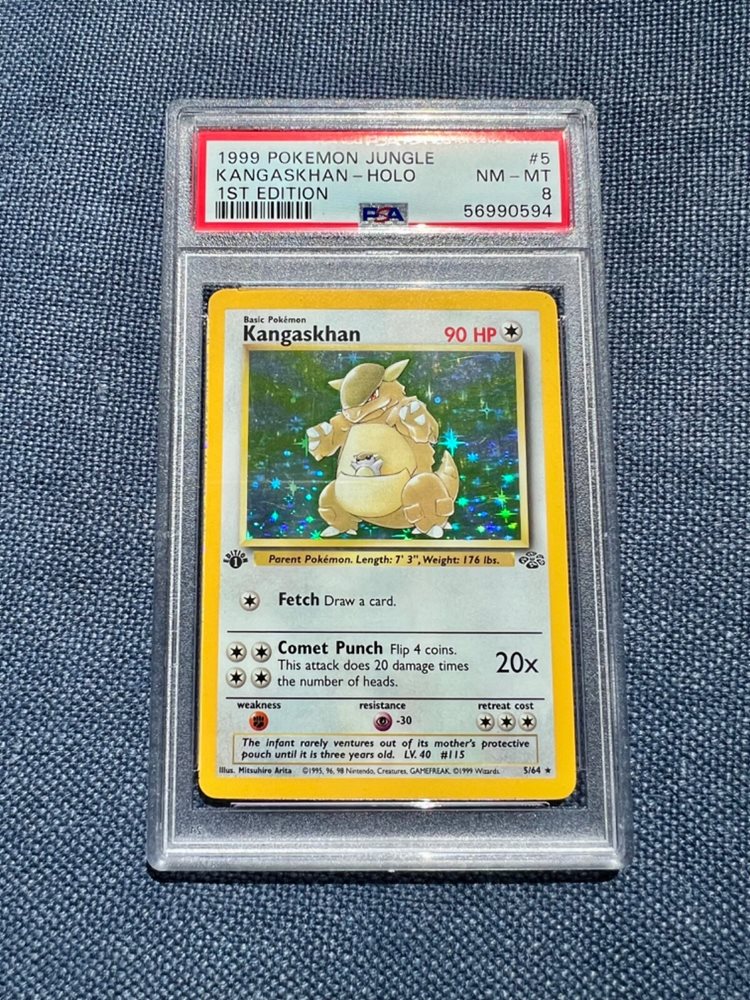 1999 POKEMON JUNGLE #5
KANGASKHAN - HOLO NM - MT
1ST EDITION 8
PSA 56990594
Basic Pokémon
Kangaskhan 90 HP
EDITION
1
Parent Pokémon. Length: 7' 3", Weight: 176 lbs.
Fetch Draw a card.
Comet Punch Flip 4 coins.
This attack does 20 damage times
the number of heads.
20x
weakness resistance retreat cost
-30
The infant rarely ventures out of its mother's protective
pouch until it is three years old. LV. 40 #115
Illus. Mitsuhiro Arita ©1995, 96, 98 Nintendo, Creatures, GAMEFREAK. ©1999 Wizards. 5/64 ★